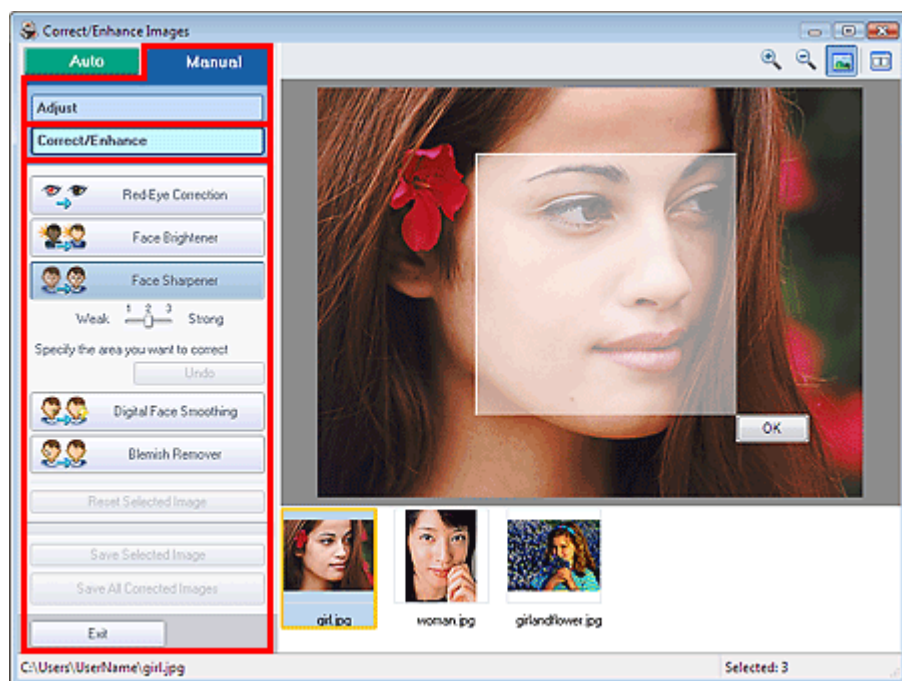 Correct/Enhance Images
Auto Manual
Adjust
Correct/Enhance
Red-Eye Correction
Face Brightener
Face Sharpener
1 2 3
Weak Strong
Specify the area you want to correct
Undo
Digital Face Smoothing
Blemish Remover
Reset Selected Image
Save Selected Image
Save All Corrected Images
Exit
OK
girl.jpg woman.jpg girlandflower.jpg
C:\Users\UserName\girl.jpg Selected: 3